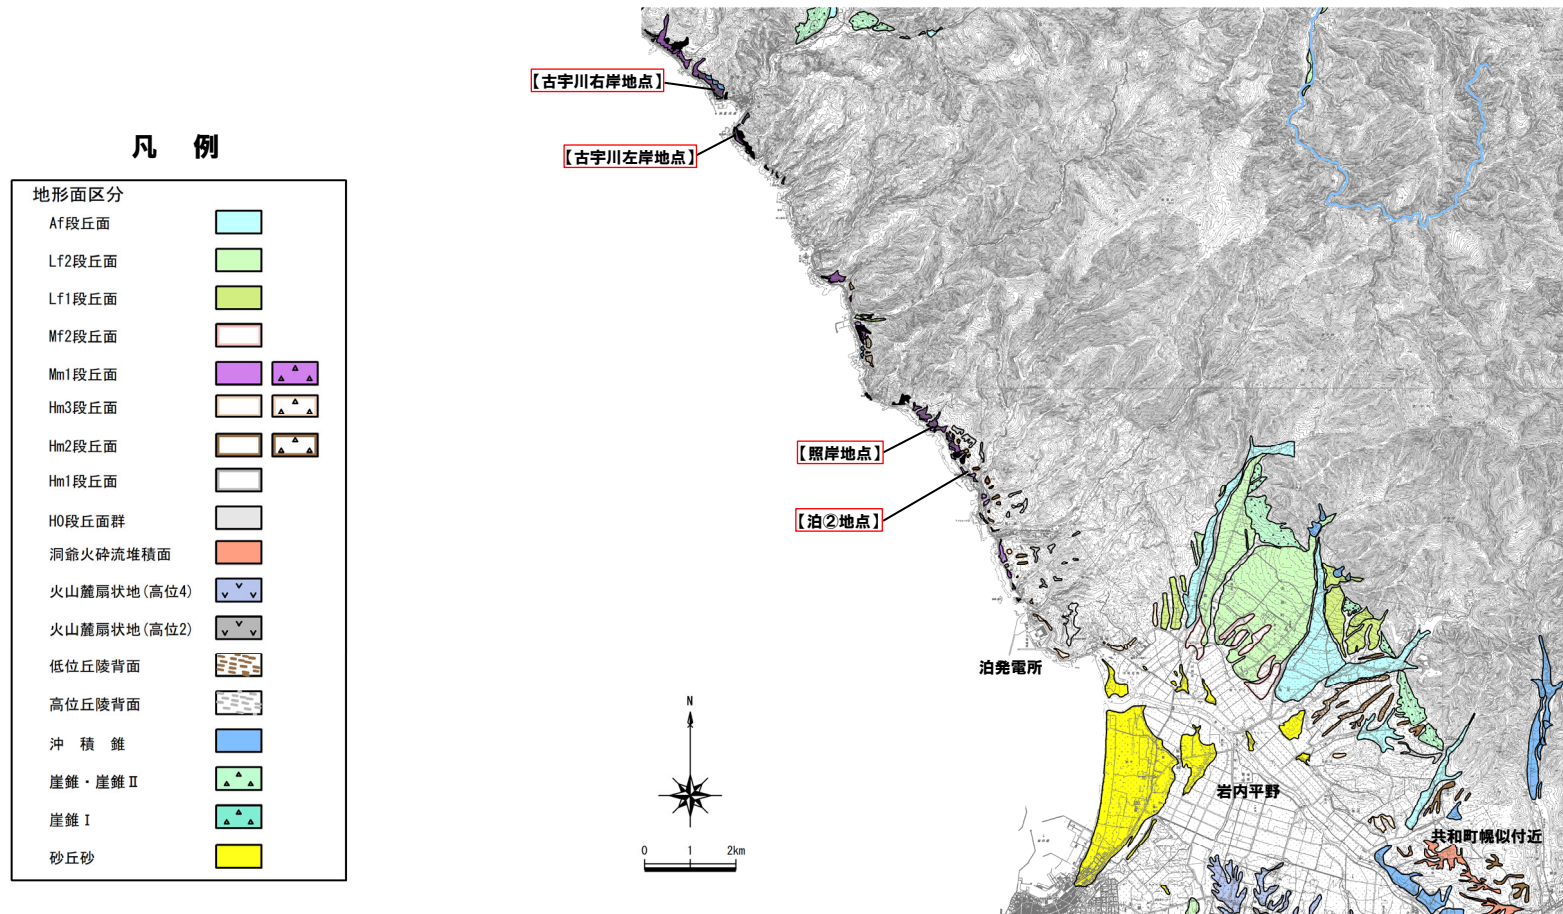 凡 例
地形面区分
Af段丘面
Lf2段丘面
Lf1段丘面
Mf2段丘面
Mm1段丘面
Hm3段丘面
Hm2段丘面
Hm1段丘面
H0段丘面群
洞爺火砕流堆積面
火山麓扇状地(高位4)
火山麓扇状地(高位2)
低位丘陵背面
高位丘陵背面
沖 積 錐
崖錐・崖錐Ⅱ
崖錐Ⅰ
砂丘砂
【古宇川右岸地点】
【古宇川左岸地点】
【照岸地点】
【泊②地点】
泊発電所
岩内平野
共和町幌似付近
N
0 1 2km